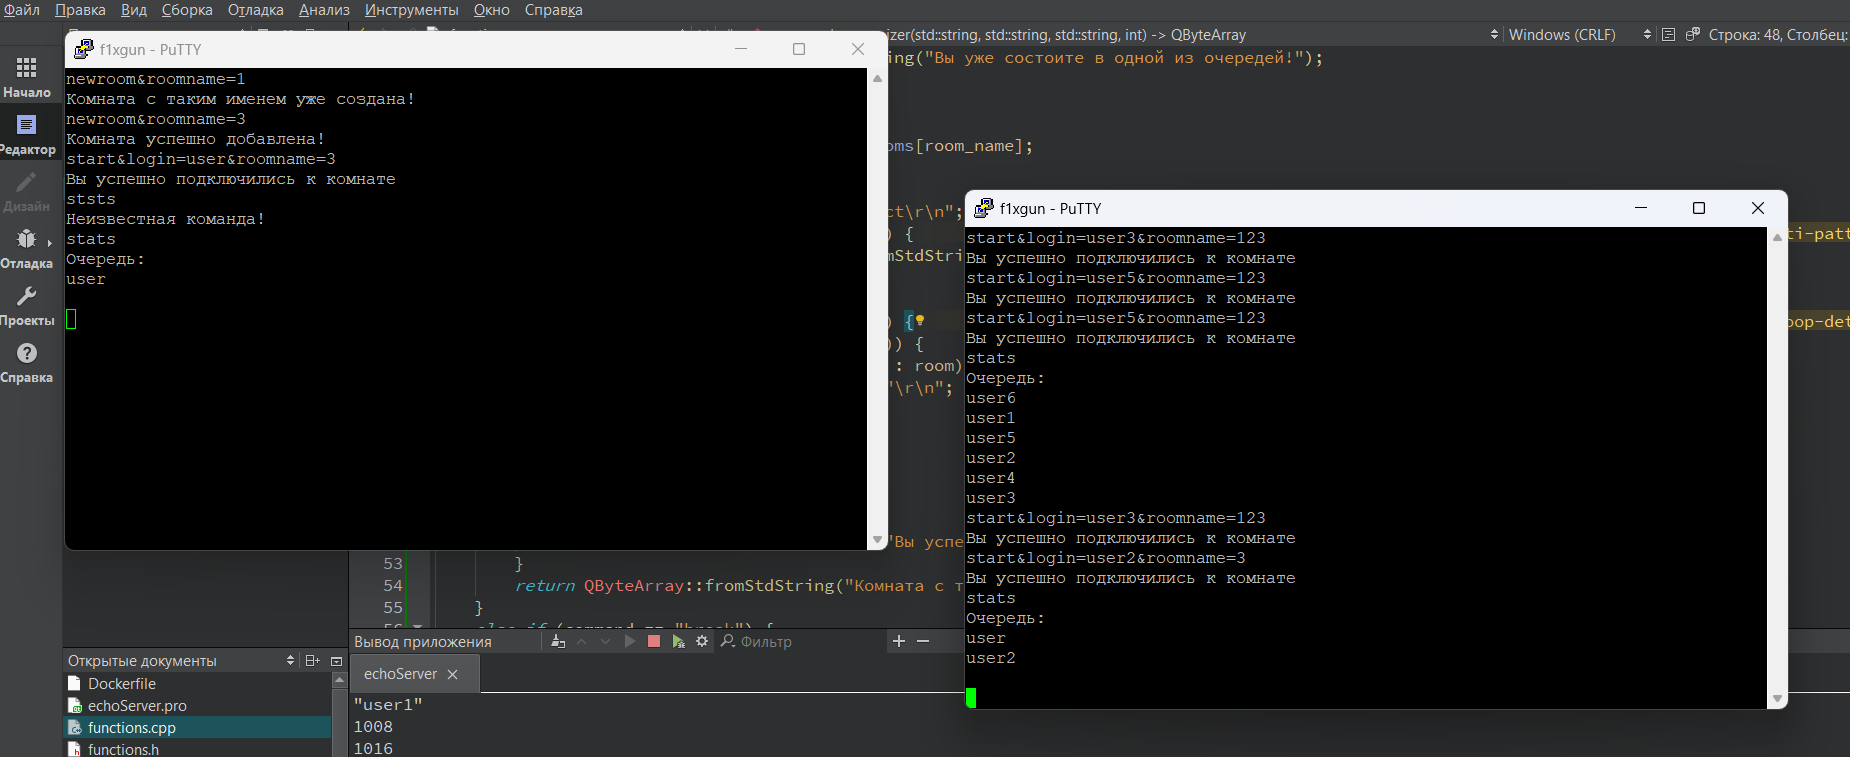 Файл Правка Вид Сборка Отладка Анализ Инструменты Окно Справка
izer(std::string, std::string, std::string, int) -> QByteArray
Windows (CRLF)
Строка: 48, Столбец:
ng("Вы уже состоите в одной из очередей!");
oms[room_name];
ct\r\n";
) {
mStdStri
) {
)) {
: room)
"\r\n";
"Вы успе
ti-patt
oop-det
Начало
Редактор
Дизайн
Отладка
Проекты
Справка
f1xgun - PuTTY
newroom&roomname=1
Комната с таким именем уже создана!
newroom&roomname=3
Комната успешно добавлена!
start&login=user&roomname=3
Вы успешно подключились к комнате
ststs
Неизвестная команда!
stats
Очередь:
user
f1xgun - PuTTY
start&login=user3&roomname=123
Вы успешно подключились к комнате
start&login=user5&roomname=123
Вы успешно подключились к комнате
start&login=user5&roomname=123
Вы успешно подключились к комнате
stats
Очередь:
user6
user1
user5
user2
user4
user3
start&login=user3&roomname=123
Вы успешно подключились к комнате
start&login=user2&roomname=3
Вы успешно подключились к комнате
stats
Очередь:
user
user2
53 }
54 return QByteArray::fromStdString("Комната с т
55 }
Вывод приложения
Фильтр
echoServer
"user1"
1008
1016
Открытые документы
Dockerfile
echoServer.pro
functions.cpp
functions.h